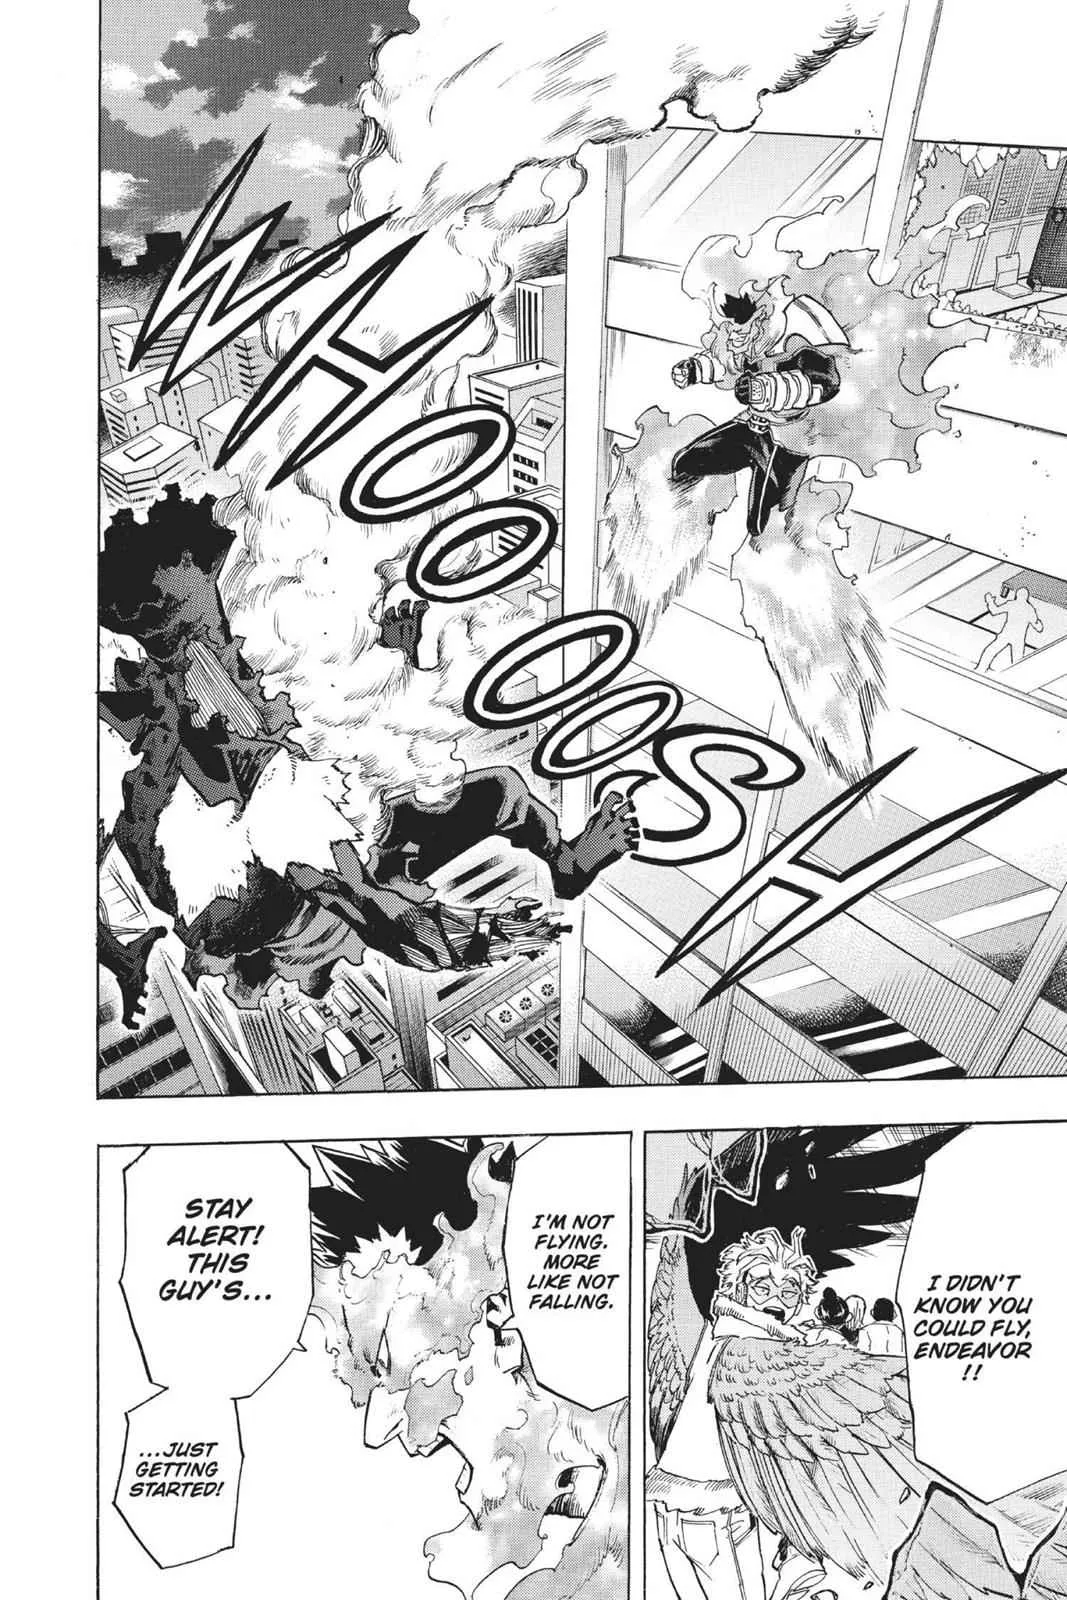 WHOOOOOSH
I DIDN'T
KNOW YOU
COULD FLY,
ENDEAVOR
!!
I'M NOT
FLYING.
MORE
LIKE NOT
FALLING.
STAY
ALERT!
THIS
GUY'S...
...JUST
GETTING
STARTED!